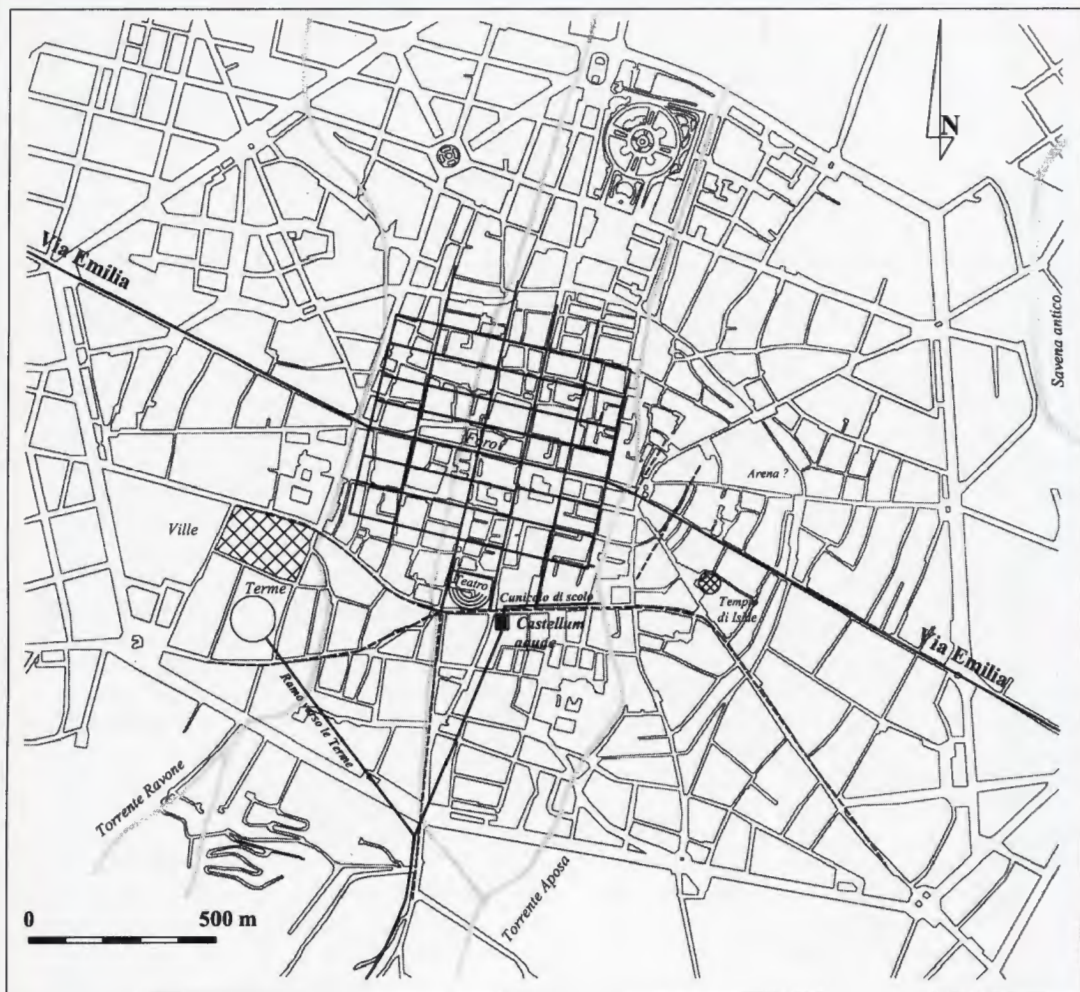 N
Via Emilia
Savena antico
Foro?
Arena ?
Ville
Teatro
Terme
Cunicolo di scolo
Tempio
di Iside
Castellum
aquae
Via Emilia
Ramo verso le Terme
Torrente Ravone
Torrente Aposa
0 500 m